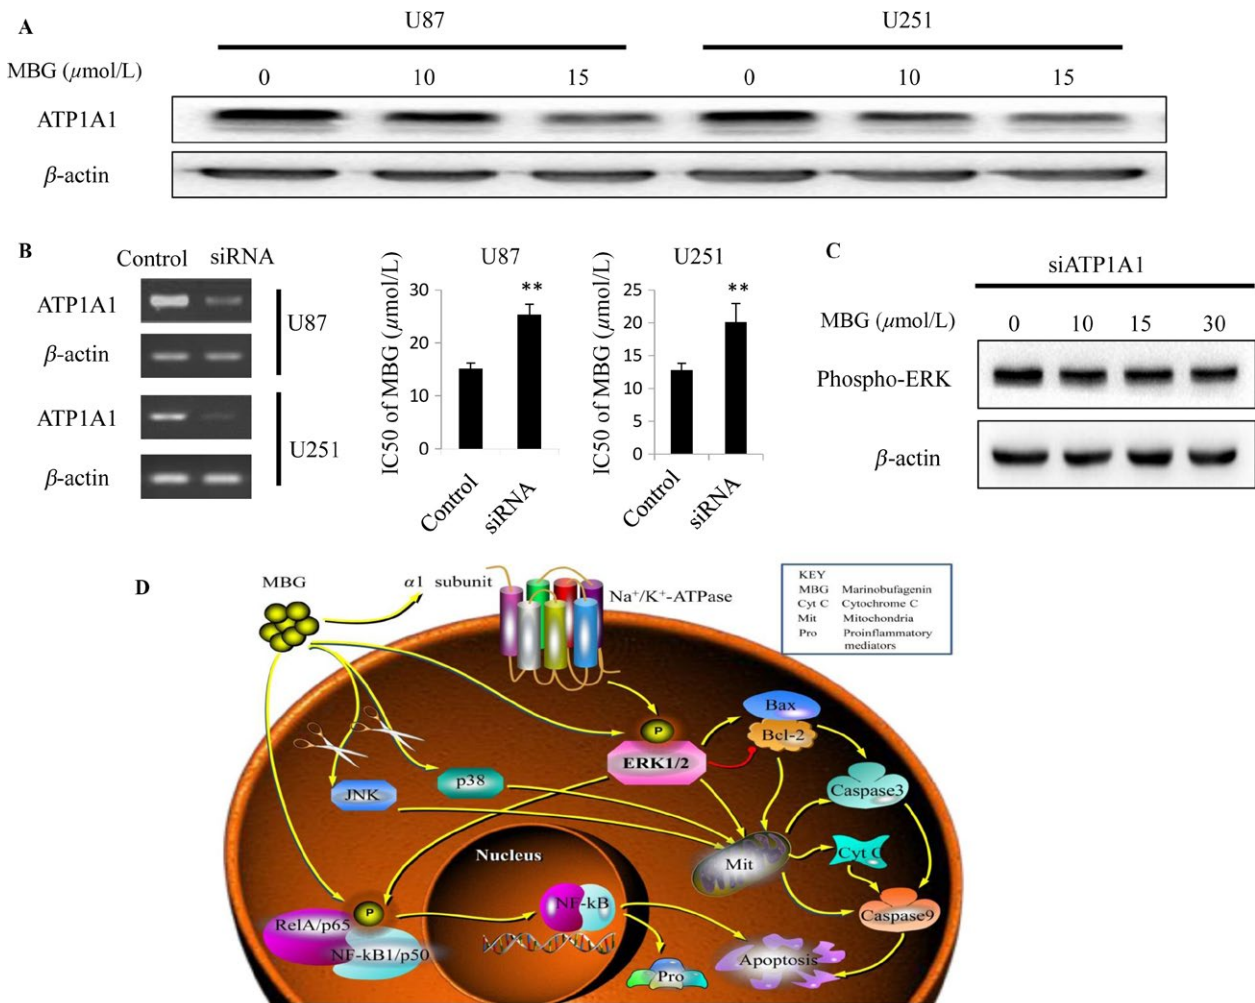 A
U87
U251
MBG (µmol/L)
0 10 15 0 10 15
ATP1A1
β-actin
B
Control siRNA
ATP1A1
β-actin
U87
ATP1A1
β-actin
U251
U87
IC50 of MBG (µmol/L)
30
20
10
0
**
Control
siRNA
U251
IC50 of MBG (µmol/L)
25
20
15
10
5
0
**
Control
siRNA
C
siATP1A1
MBG (µmol/L) 0 10 15 30
Phospho-ERK
β-actin
D
MBG
α1 subunit
Na⁺/K⁺-ATPase
KEY
MBG Marinobufagenin
Cyt C Cytochrome C
Mit Mitochondria
Pro Proinflammatory
mediators
P
ERK1/2
Bax
Bcl-2
JNK
p38
Caspase3
Mit
Cyt C
Caspase9
Nucleus
P
RelA/p65
NF-kB1/p50
NF-kB
Pro
Apoptosis